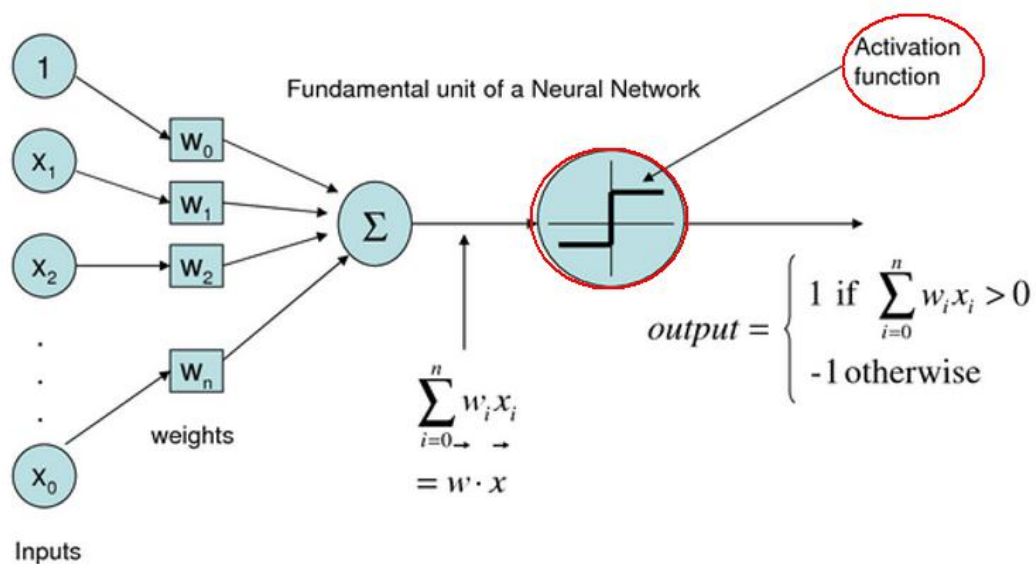 1
x₁
x₂
.
.
.
x₀
Inputs
w₀
w₁
w₂
wₙ
weights
Fundamental unit of a Neural Network
Σ
Activation
function
n
∑ wᵢxᵢ
i=0
= w · x
output = { 1 if ∑ᵢ₌₀ⁿ wᵢxᵢ > 0
-1 otherwise